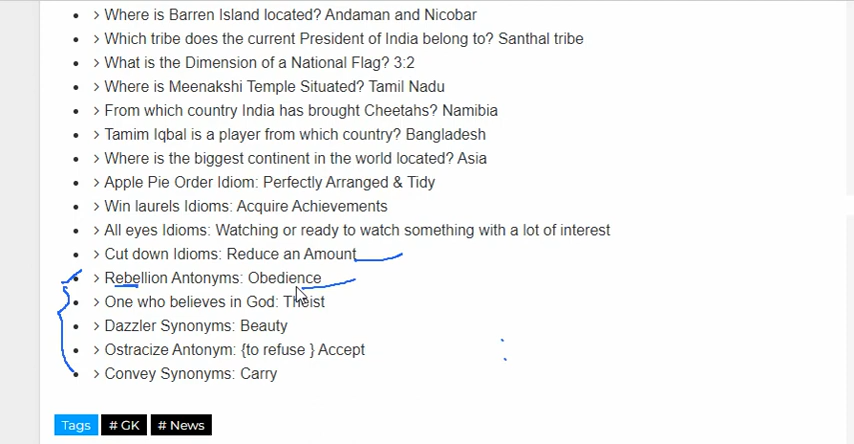 > Where is Barren Island located? Andaman and Nicobar
> Which tribe does the current President of India belong to? Santhal tribe
> What is the Dimension of a National Flag? 3:2
> Where is Meenakshi Temple Situated? Tamil Nadu
> From which country India has brought Cheetahs? Namibia
> Tamim Iqbal is a player from which country? Bangladesh
> Where is the biggest continent in the world located? Asia
> Apple Pie Order Idiom: Perfectly Arranged & Tidy
> Win laurels Idioms: Acquire Achievements
> All eyes Idioms: Watching or ready to watch something with a lot of interest
> Cut down Idioms: Reduce an Amount
> Rebellion Antonyms: Obedience
> One who believes in God: Theist
> Dazzler Synonyms: Beauty
> Ostracize Antonym: {to refuse } Accept
> Convey Synonyms: Carry
Tags # GK # News